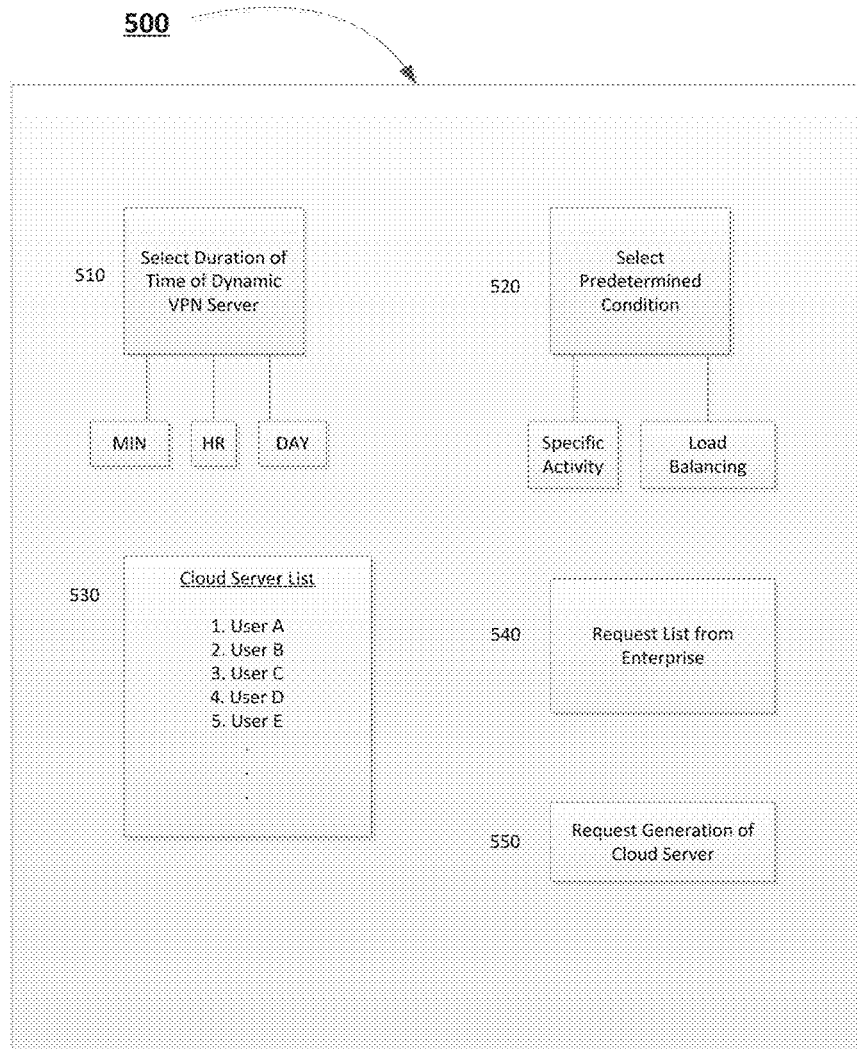 500
510
Select Duration of
Time of Dynamic
VPN Server
MIN
HR
DAY
520
Select
Predetermined
Condition
Specific
Activity
Load
Balancing
530
Cloud Server List
1. User A
2. User B
3. User C
4. User D
5. User E
.
.
.
540
Request List from
Enterprise
550
Request Generation of
Cloud Server